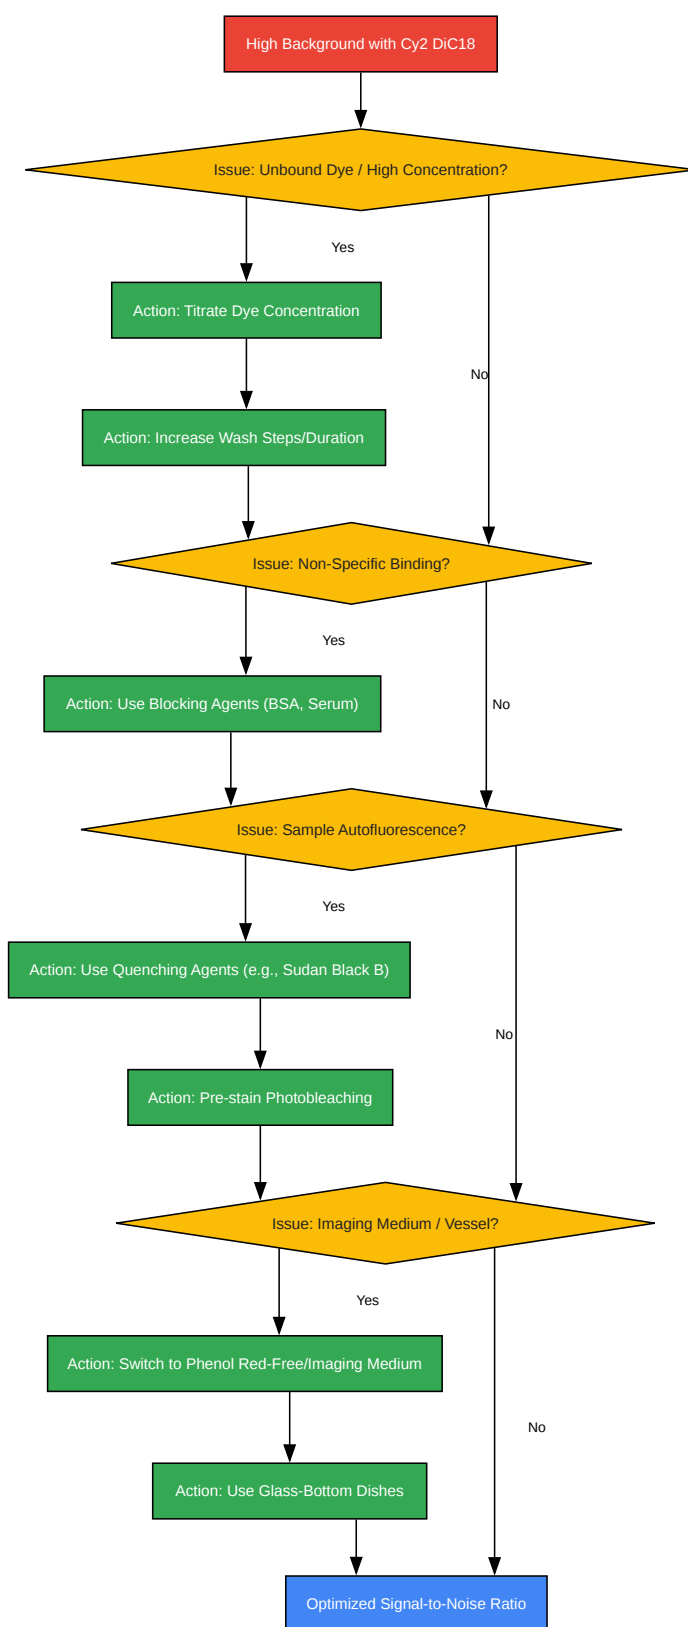 High Background with Cy2 DiC18
Issue: Unbound Dye / High Concentration?
Yes
Action: Titrate Dye Concentration
No
Action: Increase Wash Steps/Duration
Issue: Non-Specific Binding?
Yes
Action: Use Blocking Agents (BSA, Serum)
No
Issue: Sample Autofluorescence?
Yes
Action: Use Quenching Agents (e.g., Sudan Black B)
No
Action: Pre-stain Photobleaching
Issue: Imaging Medium / Vessel?
Yes
Action: Switch to Phenol Red-Free/Imaging Medium
No
Action: Use Glass-Bottom Dishes
Optimized Signal-to-Noise Ratio